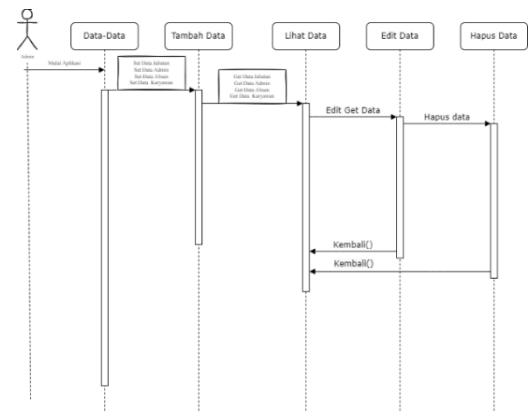 Data-Data
Tambah Data
Lihat Data
Edit Data
Hapus Data
Admin
Mulai Aplikasi
Set Data Jabatan
Set Data Admin
Set Data Absen
Set Data Karyawan
Get Data Jabatan
Get Data Admin
Get Data Absen
Get Data Karyawan
Edit Get Data
Hapus data
Kembali()
Kembali()